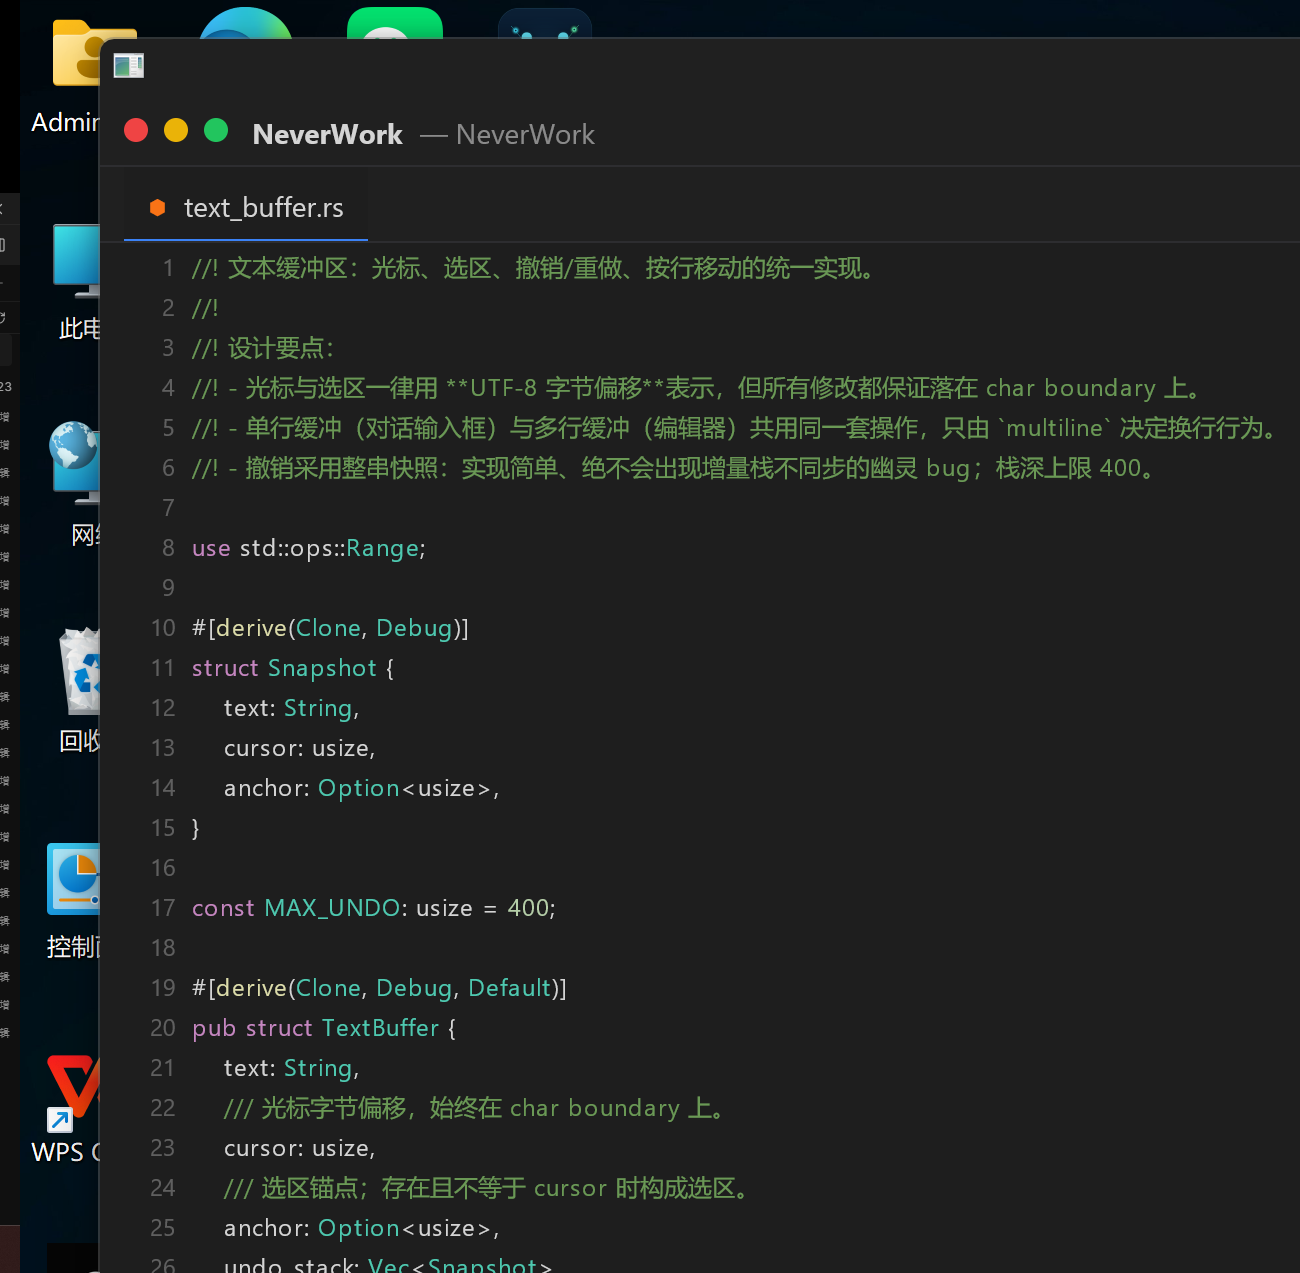 Admin
此电
网络
回收
控制面
WPS
NeverWork — NeverWork
text_buffer.rs
1 //! 文本缓冲区：光标、选区、撤销/重做、按行移动的统一实现。
2 //!
3 //! 设计要点：
4 //! - 光标与选区一律用 **UTF-8 字节偏移**表示，但所有修改都保证落在 char boundary 上。
5 //! - 单行缓冲（对话输入框）与多行缓冲（编辑器）共用同一套操作，只由 `multiline` 决定换行行为。
6 //! - 撤销采用整串快照：实现简单、绝不会出现增量栈不同步的幽灵 bug；栈深上限 400。
7
8 use std::ops::Range;
9
10 #[derive(Clone, Debug)]
11 struct Snapshot {
12 text: String,
13 cursor: usize,
14 anchor: Option<usize>,
15 }
16
17 const MAX_UNDO: usize = 400;
18
19 #[derive(Clone, Debug, Default)]
20 pub struct TextBuffer {
21 text: String,
22 /// 光标字节偏移，始终在 char boundary 上。
23 cursor: usize,
24 /// 选区锚点；存在且不等于 cursor 时构成选区。
25 anchor: Option<usize>,
26 undo_stack: Vec<Snapshot>